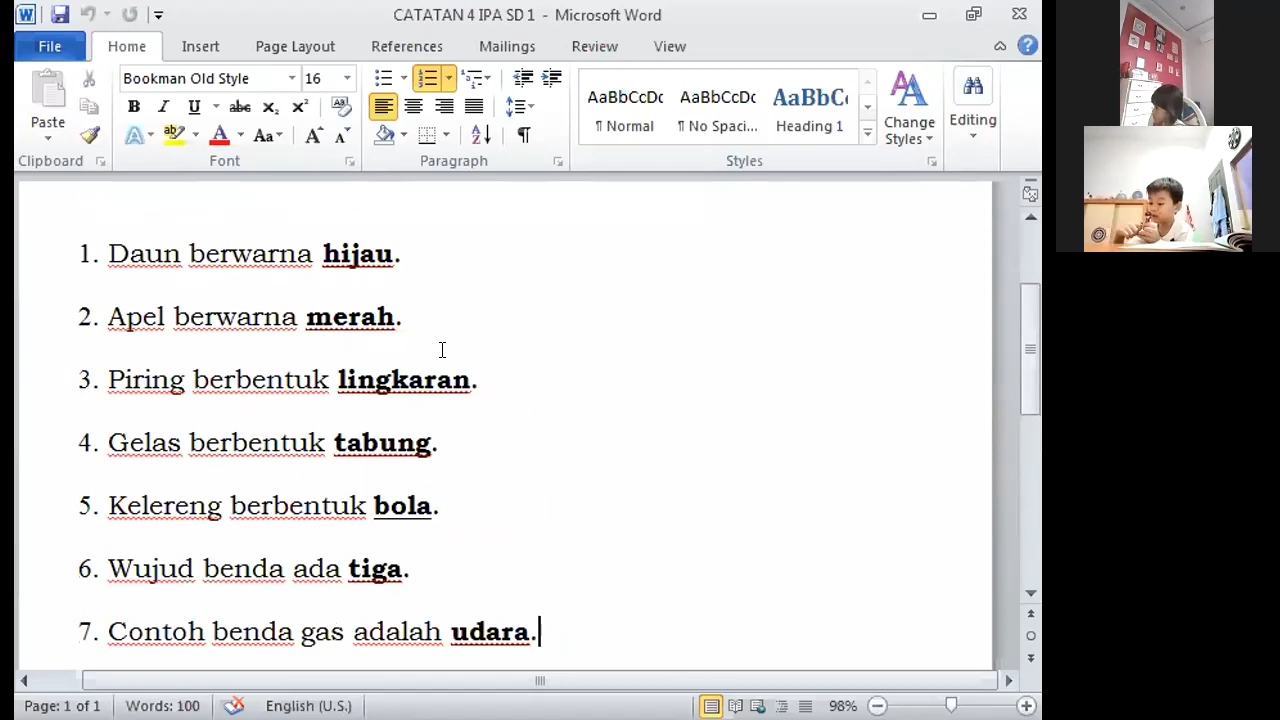 CATATAN 4 IPA SD 1 - Microsoft Word
File Home Insert Page Layout References Mailings Review View
Bookman Old Style 16
AaBbCcDc AaBbCcDc AaBbC
Paste ¶ Normal ¶ No Spaci... Heading 1 Change Styles Editing
Clipboard Font Paragraph Styles
1. Daun berwarna hijau.
2. Apel berwarna merah.
3. Piring berbentuk lingkaran.
4. Gelas berbentuk tabung.
5. Kelereng berbentuk bola.
6. Wujud benda ada tiga.
7. Contoh benda gas adalah udara.
Page: 1 of 1 Words: 100 English (U.S.) 98%